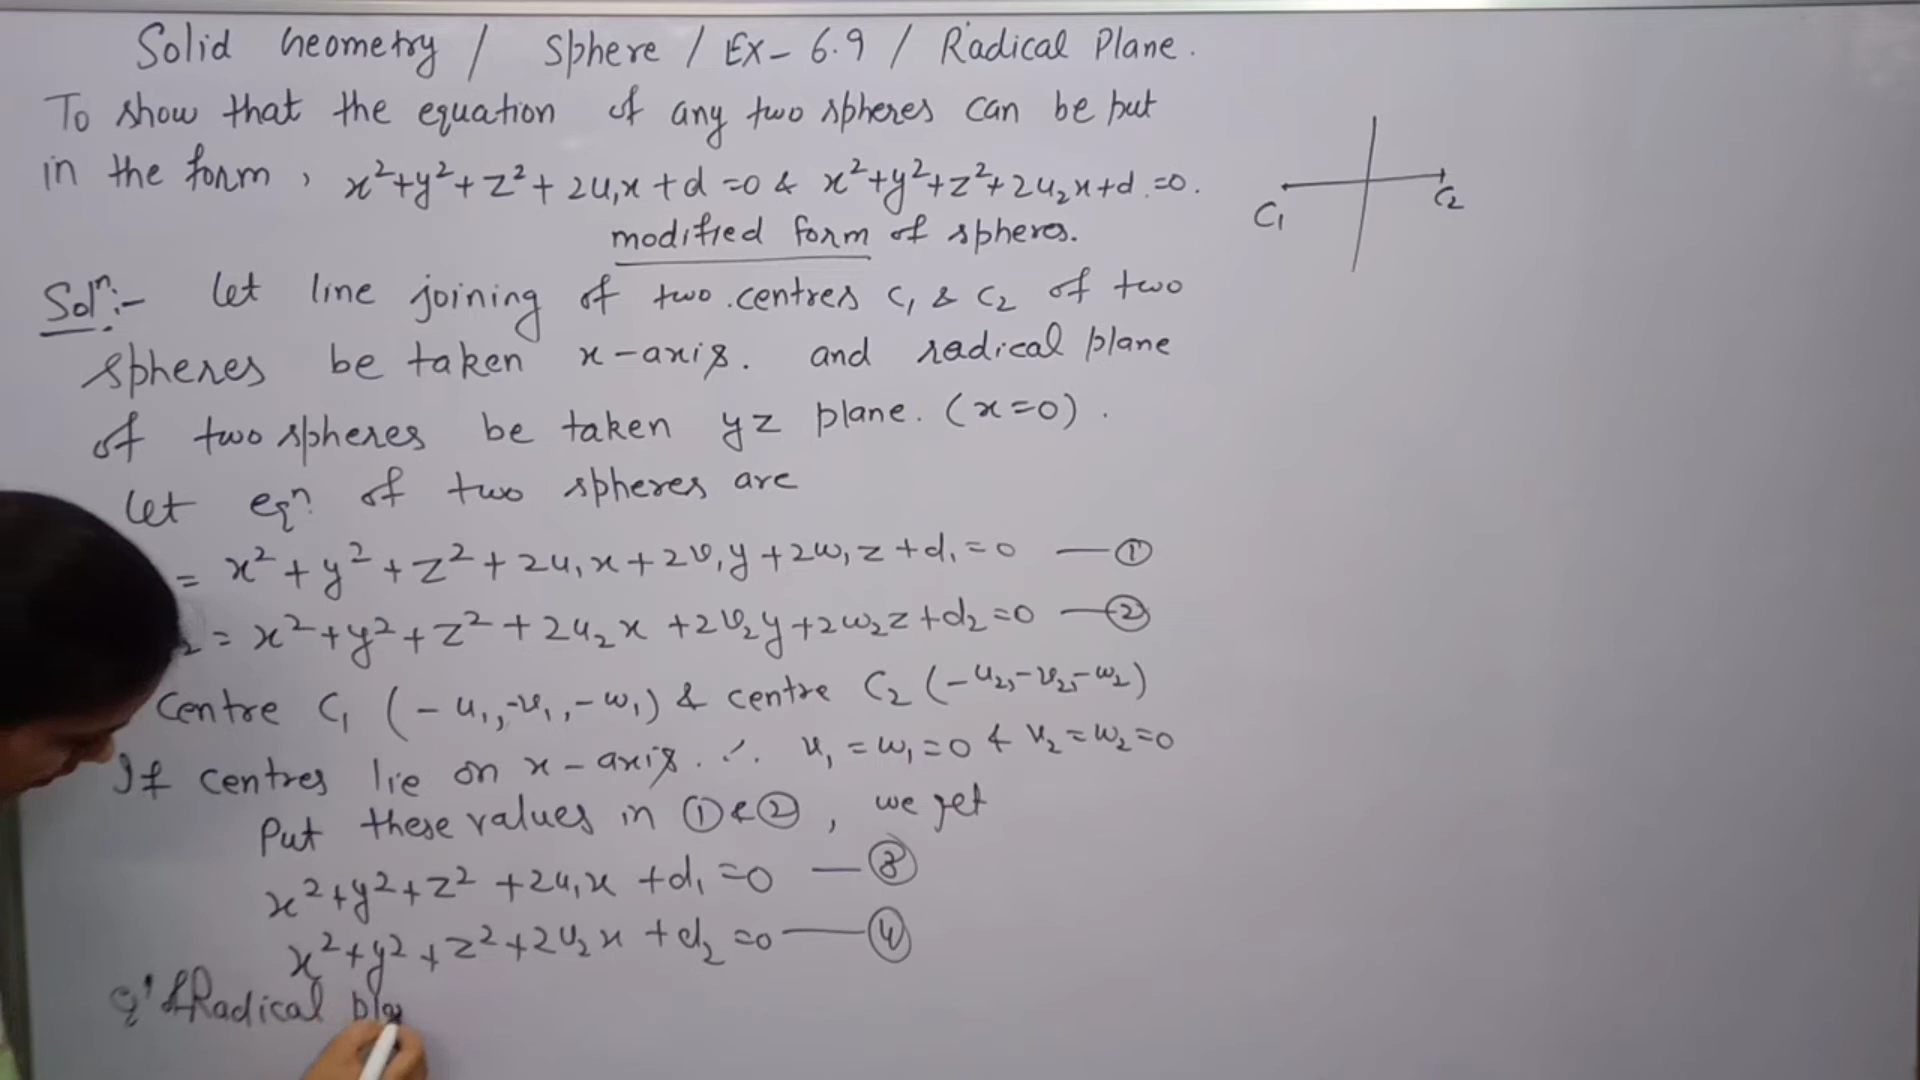 Solid Geometry / Sphere / Ex - 6.9 / Radical Plane.
To show that the equation of any two spheres can be put
in the form, x²+y²+z²+2u₁x+d=0 & x²+y²+z²+2u₂x+d=0.
modified form of spheres.
C₁
C₂
Solⁿ:- Let line joining of two centres C₁ & C₂ of two
spheres be taken x-axis. and radical plane
of two spheres be taken yz plane. (x=0).
Let eqⁿ of two spheres are
= x²+y²+z²+2u₁x+2v₁y+2w₁z+d₁=0 — ①
₂ = x²+y²+z²+2u₂x+2v₂y+2w₂z+d₂=0 — ②
Centre C₁ (-u₁,-v₁,-w₁) & centre C₂ (-u₂,-v₂,-w₂)
If centres lie on x-axis. ∴ v₁=w₁=0 & v₂=w₂=0
Put these values in ① & ②, we get
x²+y²+z²+2u₁x+d₁=0 — ③
x²+y²+z²+2u₂x+d₂=0 — ④
Radical pla